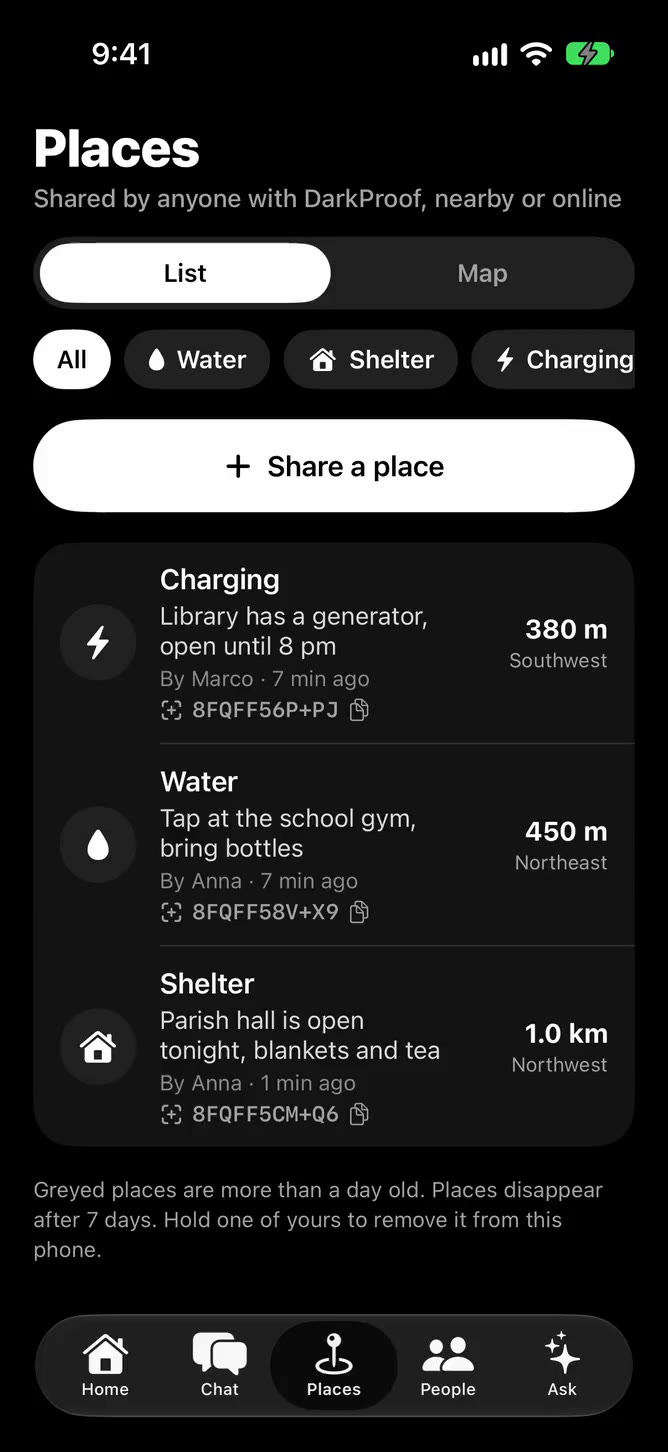 9:41
Places
Shared by anyone with DarkProof, nearby or online
List
Map
All
Water
Shelter
Charging
+ Share a place
Charging
Library has a generator,
open until 8 pm
By Marco · 7 min ago
8FQFF56P+PJ
380 m
Southwest
Water
Tap at the school gym,
bring bottles
By Anna · 7 min ago
8FQFF58V+X9
450 m
Northeast
Shelter
Parish hall is open
tonight, blankets and tea
By Anna · 1 min ago
8FQFF5CM+Q6
1.0 km
Northwest
Greyed places are more than a day old. Places disappear
after 7 days. Hold one of yours to remove it from this
phone.
Home
Chat
Places
People
Ask